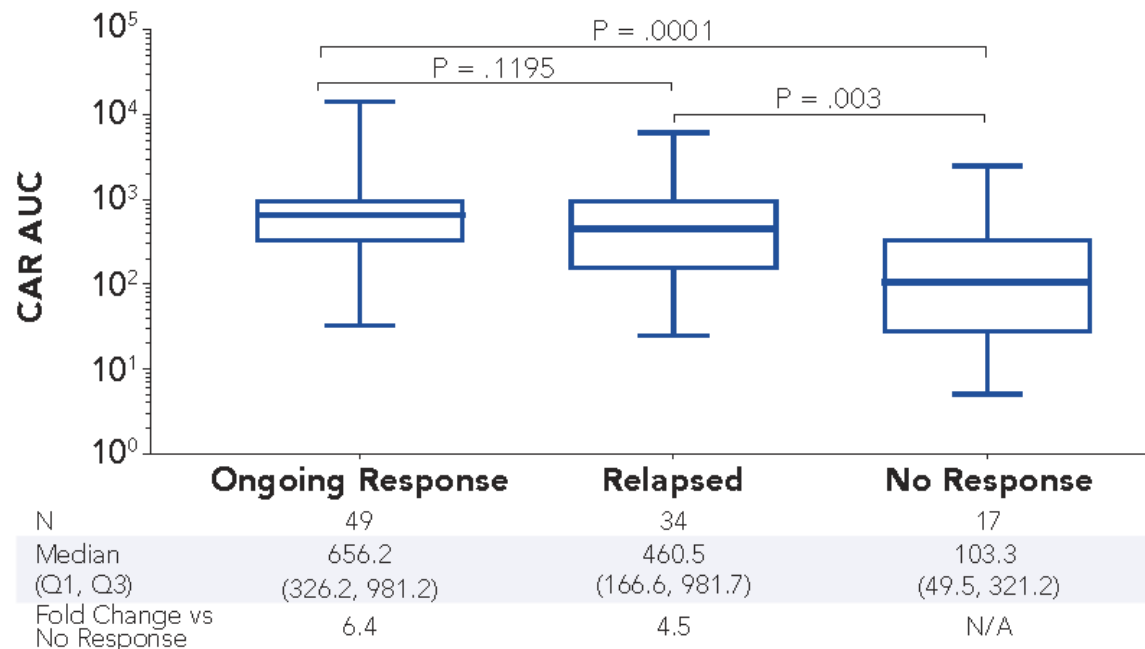 10⁵
P = .0001
P = .1195
10⁴
P = .003
10³
CAR AUC
10²
10¹
10⁰
Ongoing Response Relapsed No Response
N 49 34 17
Median 656.2 460.5 103.3
(Q1, Q3) (326.2, 981.2) (166.6, 981.7) (49.5, 321.2)
Fold Change vs
No Response 6.4 4.5 N/A